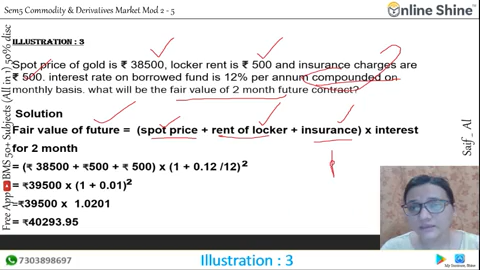 Sem5 Commodity & Derivatives Market Mod 2 - 5
Online Shine
ILLUSTRATION : 3
Spot price of gold is ₹ 38500, locker rent is ₹ 500 and insurance charges are
₹ 500. interest rate on borrowed fund is 12% per annum compounded on
monthly basis. what will be the fair value of 2 month future contract?
Solution
Fair value of future = (spot price + rent of locker + insurance) x interest
for 2 month
= (₹ 38500 + ₹500 + ₹ 500) x (1 + 0.12 /12)²
= ₹39500 x (1 + 0.01)²
=₹39500 x 1.0201
= ₹40293.95
Free App BMS 50+ Subjects (All in 1) 50% disc
Saif_ Al
7303898697
Illustration : 3